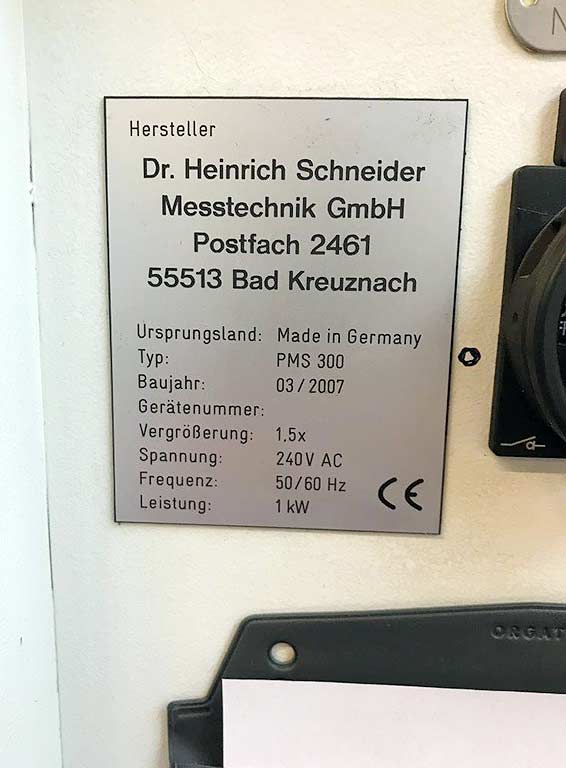 N
Hersteller
Dr. Heinrich Schneider
Messtechnik GmbH
Postfach 2461
55513 Bad Kreuznach
Ursprungsland: Made in Germany
Typ: PMS 300
Baujahr: 03/2007
Gerätenummer:
Vergrößerung: 1,5x
Spannung: 240V AC
Frequenz: 50/60 Hz
Leistung: 1 kW
CE
ORGAT